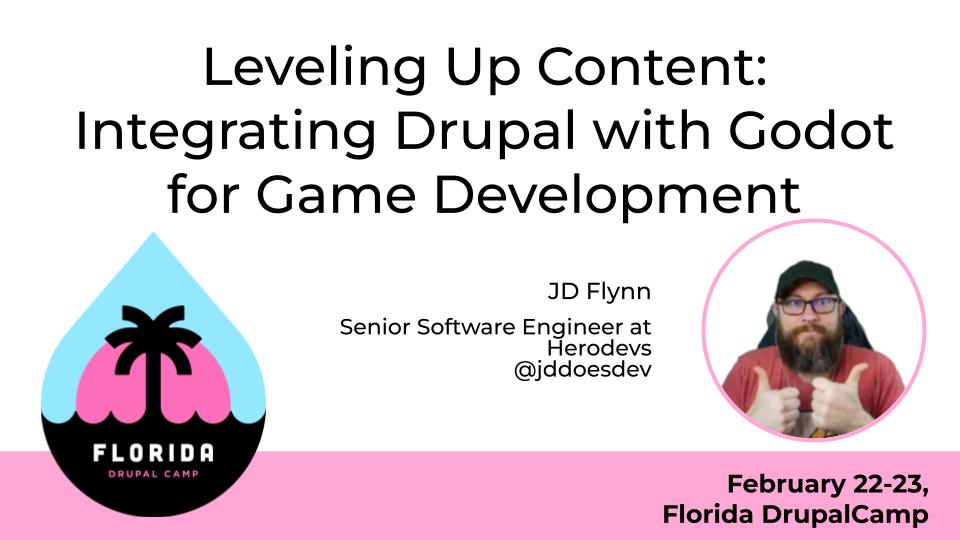 Leveling Up Content:
Integrating Drupal with Godot
for Game Development
JD Flynn
Senior Software Engineer at
Herodevs
@jddoesdev
FLORIDA
DRUPAL CAMP
February 22-23,
Florida DrupalCamp